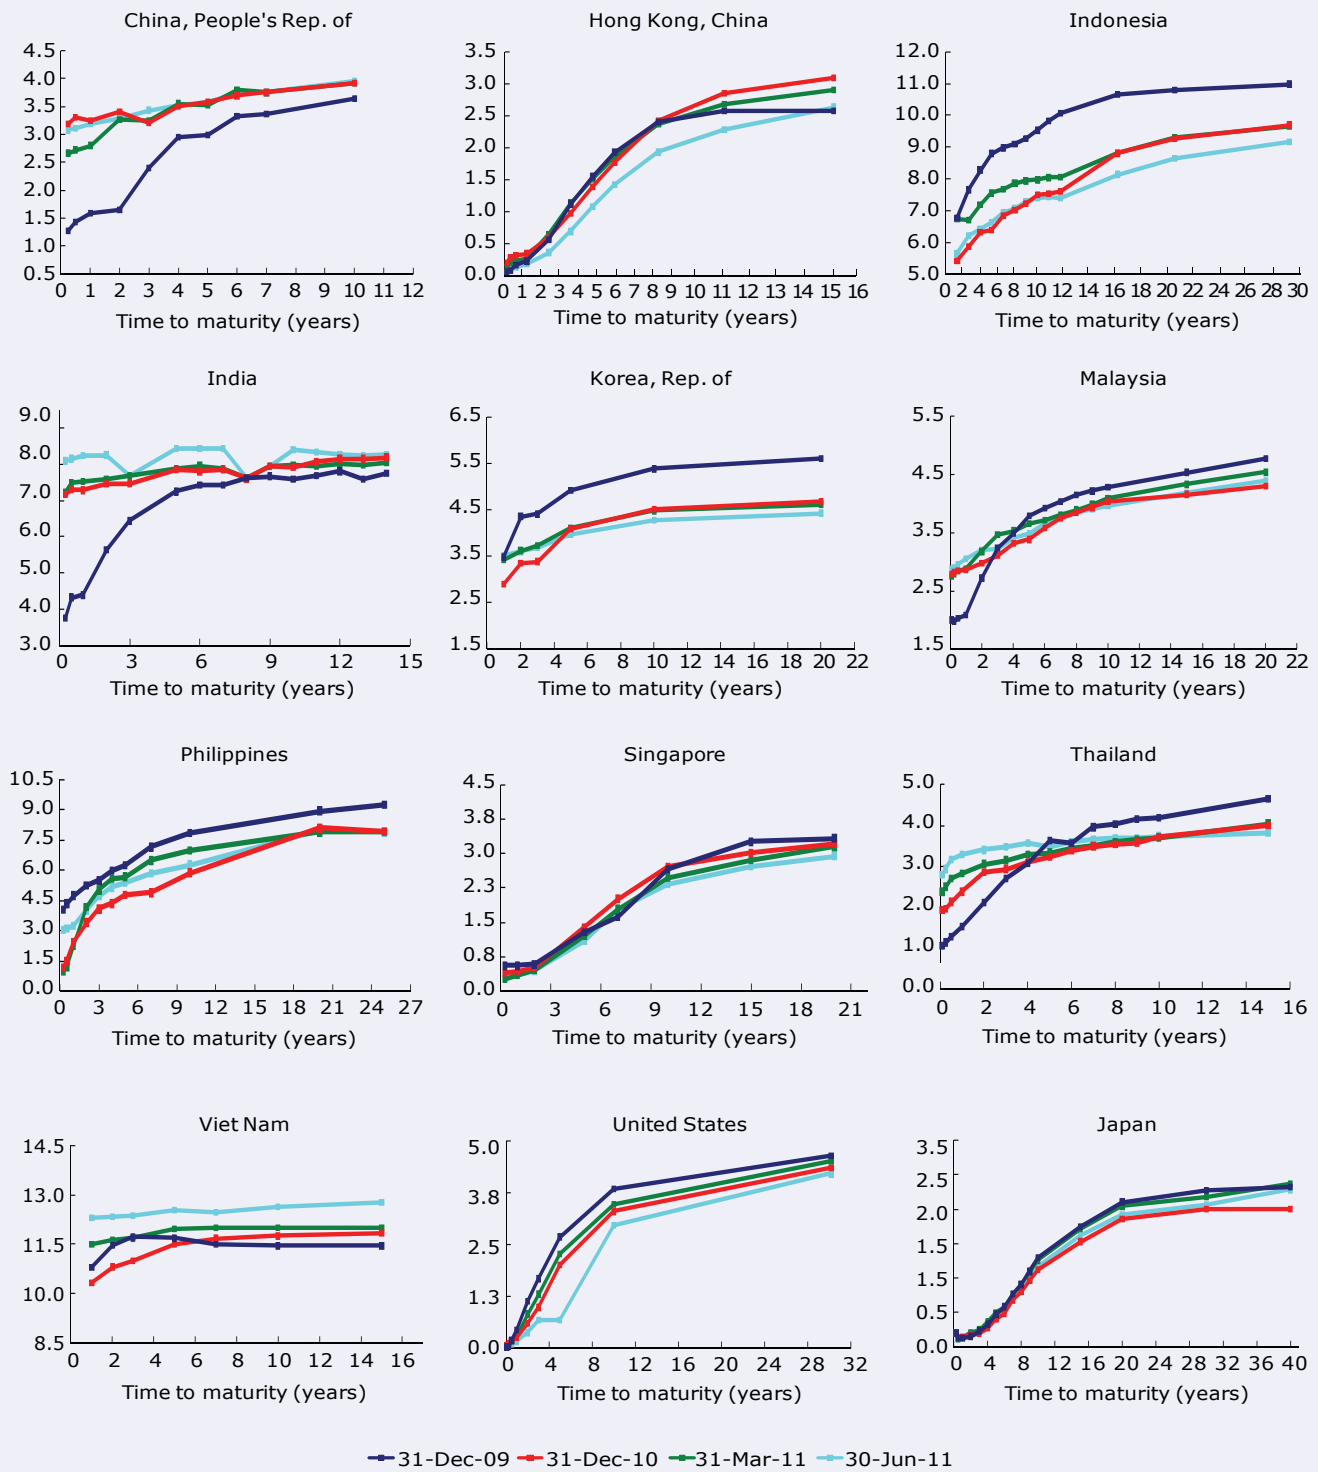 China, People's Rep. of
4.5
4.0
3.5
3.0
2.5
2.0
1.5
1.0
0.5
0 1 2 3 4 5 6 7 8 9 10 11 12
Time to maturity (years)
Hong Kong, China
3.5
3.0
2.5
2.0
1.5
1.0
0.5
0.0
0 1 2 3 4 5 6 8 9 10 11 12 14 15 16
Time to maturity (years)
Indonesia
12.0
11.0
10.0
9.0
8.0
7.0
6.0
5.0
0 2 4 6 8 10 12 14 16 18 20 22 24 26 28 30
Time to maturity (years)
India
9.0
8.0
7.0
6.0
5.0
4.0
3.0
0 3 6 9 12 15
Time to maturity (years)
Korea, Rep. of
6.5
5.5
4.5
3.5
2.5
1.5
0 2 4 6 8 10 12 14 16 18 20 22
Time to maturity (years)
Malaysia
5.5
4.5
3.5
2.5
1.5
0 2 4 6 8 10 12 14 16 18 20 22
Time to maturity (years)
Philippines
10.5
9.0
7.5
6.0
4.5
3.0
1.5
0.0
0 3 6 9 12 15 18 21 24 27
Time to maturity (years)
Singapore
4.5
3.8
3.0
2.3
1.5
0.8
0.0
0 3 6 9 12 15 18 21
Time to maturity (years)
Thailand
5.0
4.0
3.0
2.0
1.0
0.0
0 2 4 6 8 10 12 14 16
Time to maturity (years)
Viet Nam
14.5
13.0
11.5
10.0
8.5
0 2 4 6 8 10 12 14 16
Time to maturity (years)
United States
5.0
3.8
2.5
1.3
0.0
0 4 8 12 16 20 24 28 32
Time to maturity (years)
Japan
3.5
2.5
2.0
1.5
1.5
0.5
0.0
0 4 8 12 16 20 24 28 32 36 40
Time to maturity (years)
31-Dec-09 31-Dec-10 31-Mar-11 30-Jun-11